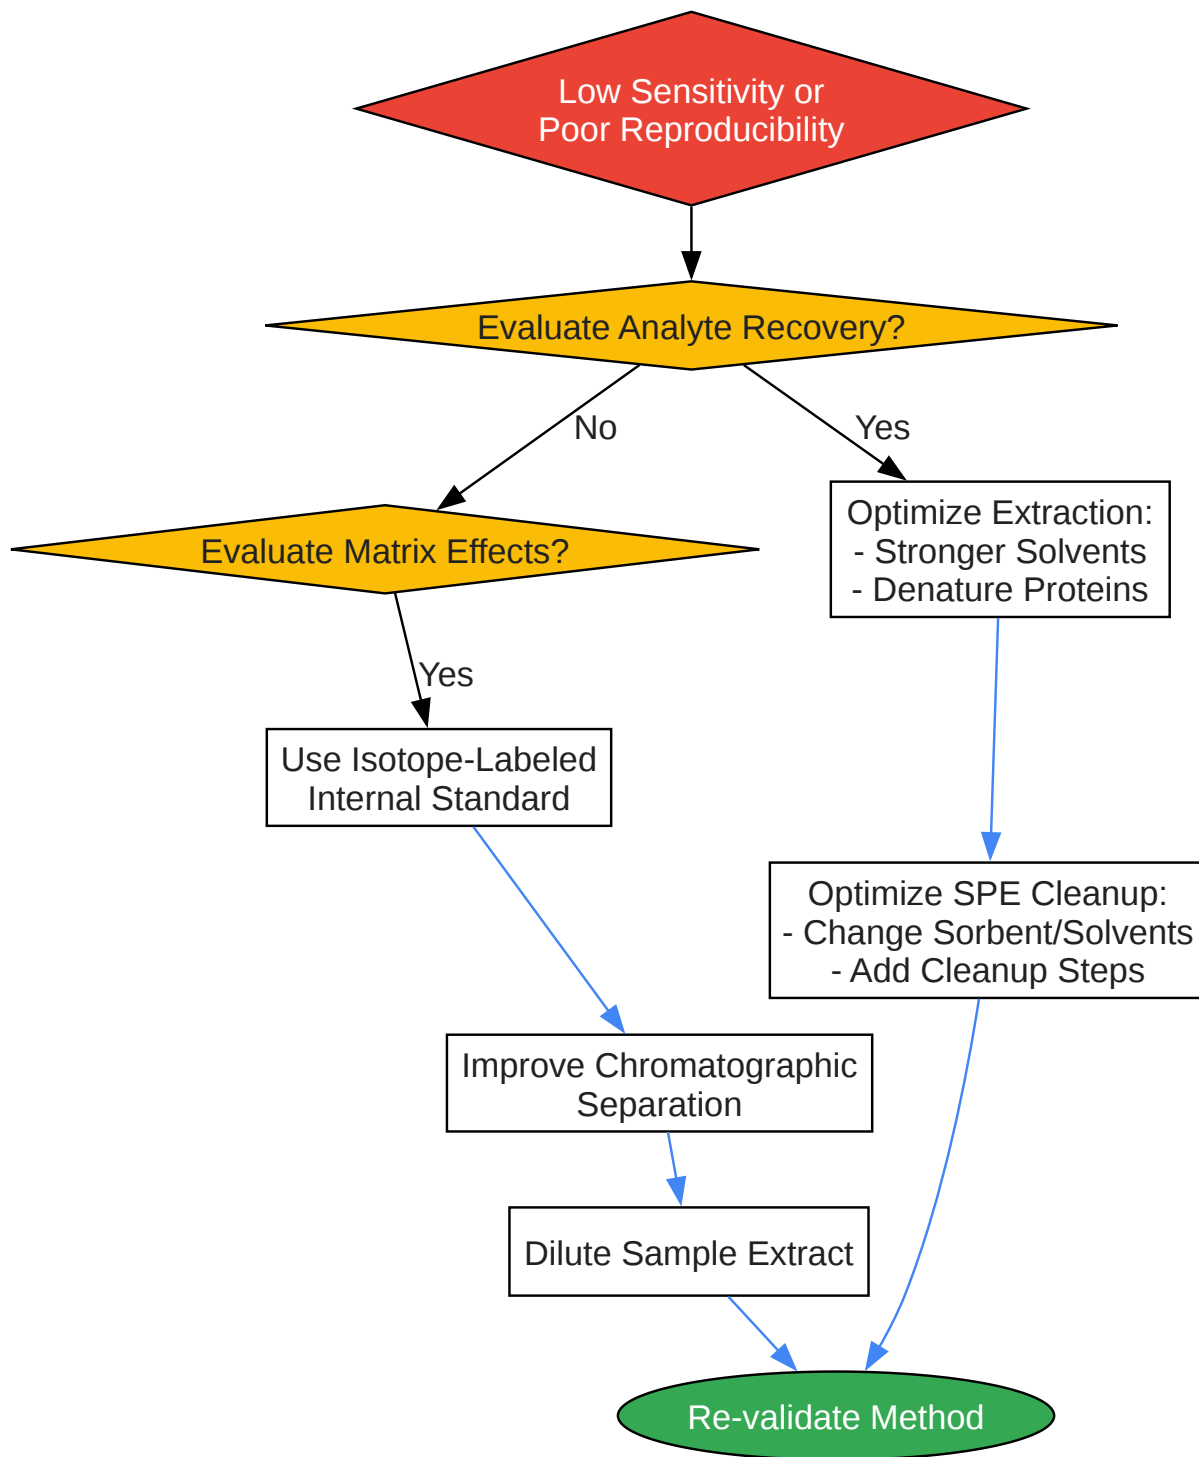 Low Sensitivity or
Poor Reproducibility
Evaluate Analyte Recovery?
No
Yes
Evaluate Matrix Effects?
Optimize Extraction:
- Stronger Solvents
- Denature Proteins
Yes
Use Isotope-Labeled
Internal Standard
Optimize SPE Cleanup:
- Change Sorbent/Solvents
- Add Cleanup Steps
Improve Chromatographic
Separation
Dilute Sample Extract
Re-validate Method